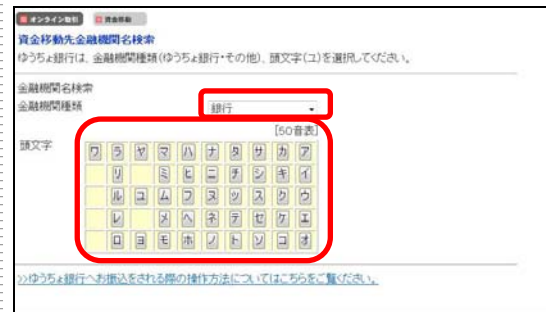 オンライン取引 資金移動
資金移動先金融機関名検索
ゆうちょ銀行は、金融機関種類(ゆうちょ銀行・その他)、頭文字(ユ)を選択してください。
金融機関名検索
金融機関種類 銀行
[50音表]
頭文字 ワ ラ ヤ マ ハ ナ タ サ カ ア
リ ミ ヒ ニ チ シ キ イ
ル ユ ム フ ヌ ツ ス ク ウ
レ メ ヘ ネ テ セ ケ エ
ロ ヨ モ ホ ノ ト ソ コ オ
>>ゆうちょ銀行へお振込をされる際の操作方法についてはこちらをご覧ください。